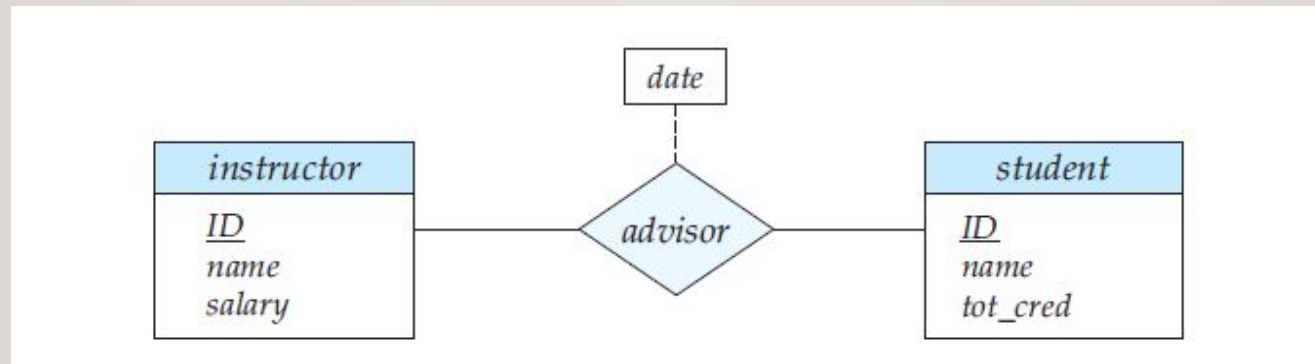 date
instructor
ID
name
salary
advisor
student
ID
name
tot_cred